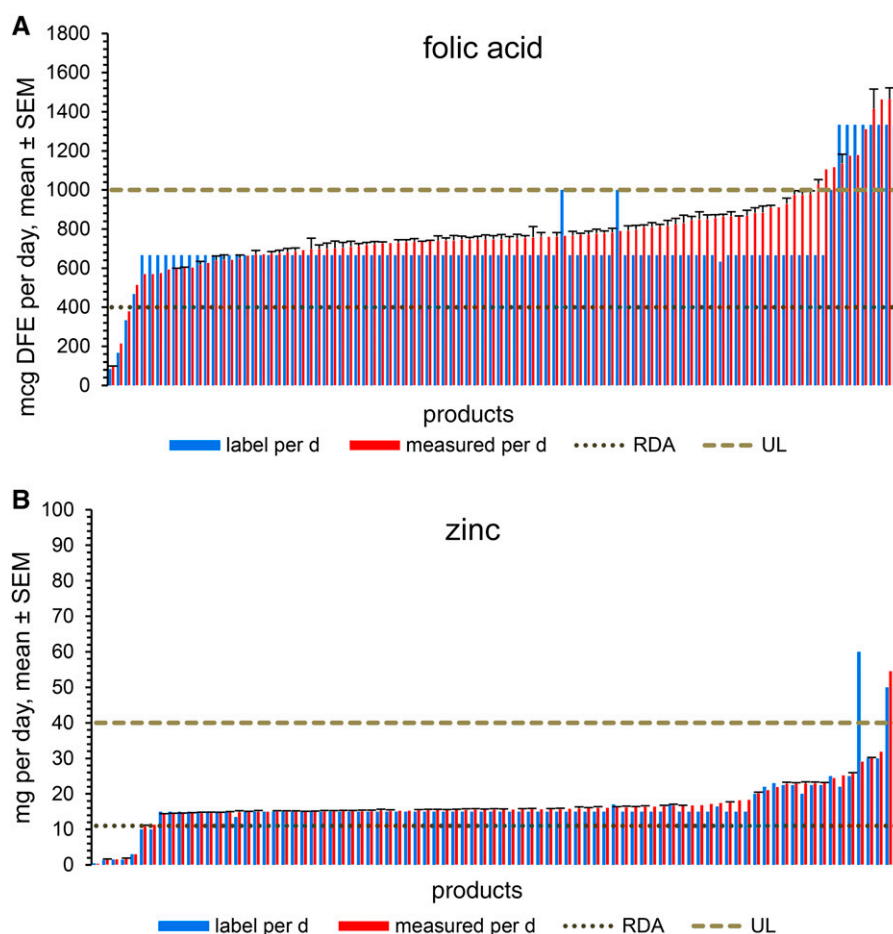 A
folic acid
mcg DFE per day, mean ± SEM
1800
1600
1400
1200
1000
800
600
400
200
0
products
label per d measured per d RDA UL
B
zinc
mg per day, mean ± SEM
100
90
80
70
60
50
40
30
20
10
0
products
label per d measured per d RDA UL